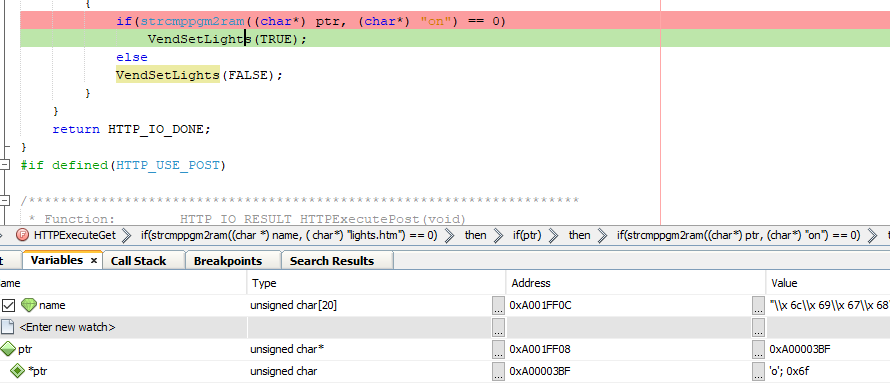 {
if(strcmppgm2ram((char*) ptr, (char*) "on") == 0)
VendSetLights(TRUE);
else
VendSetLights(FALSE);
}
}
return HTTP_IO_DONE;
}
#if defined(HTTP_USE_POST)
/****************************************************************************
* Function: HTTP_IO_RESULT HTTPExecutePost(void)
HTTPExecuteGet if(strcmppgm2ram((char *) name, ( char*) "lights.htm") == 0) then if(ptr) then if(strcmppgm2ram((char*) ptr, (char*) "on") == 0)
Variables × Call Stack Breakpoints Search Results
Type Address Value
name unsigned char[20] ... 0xA001FF0C ... "\\x 6c\\x 69\\x 67\\x 68
<Enter new watch> ... ...
ptr unsigned char* ... 0xA001FF08 ... 0xA00003BF
*ptr unsigned char ... 0xA00003BF ... 'o'; 0x6f